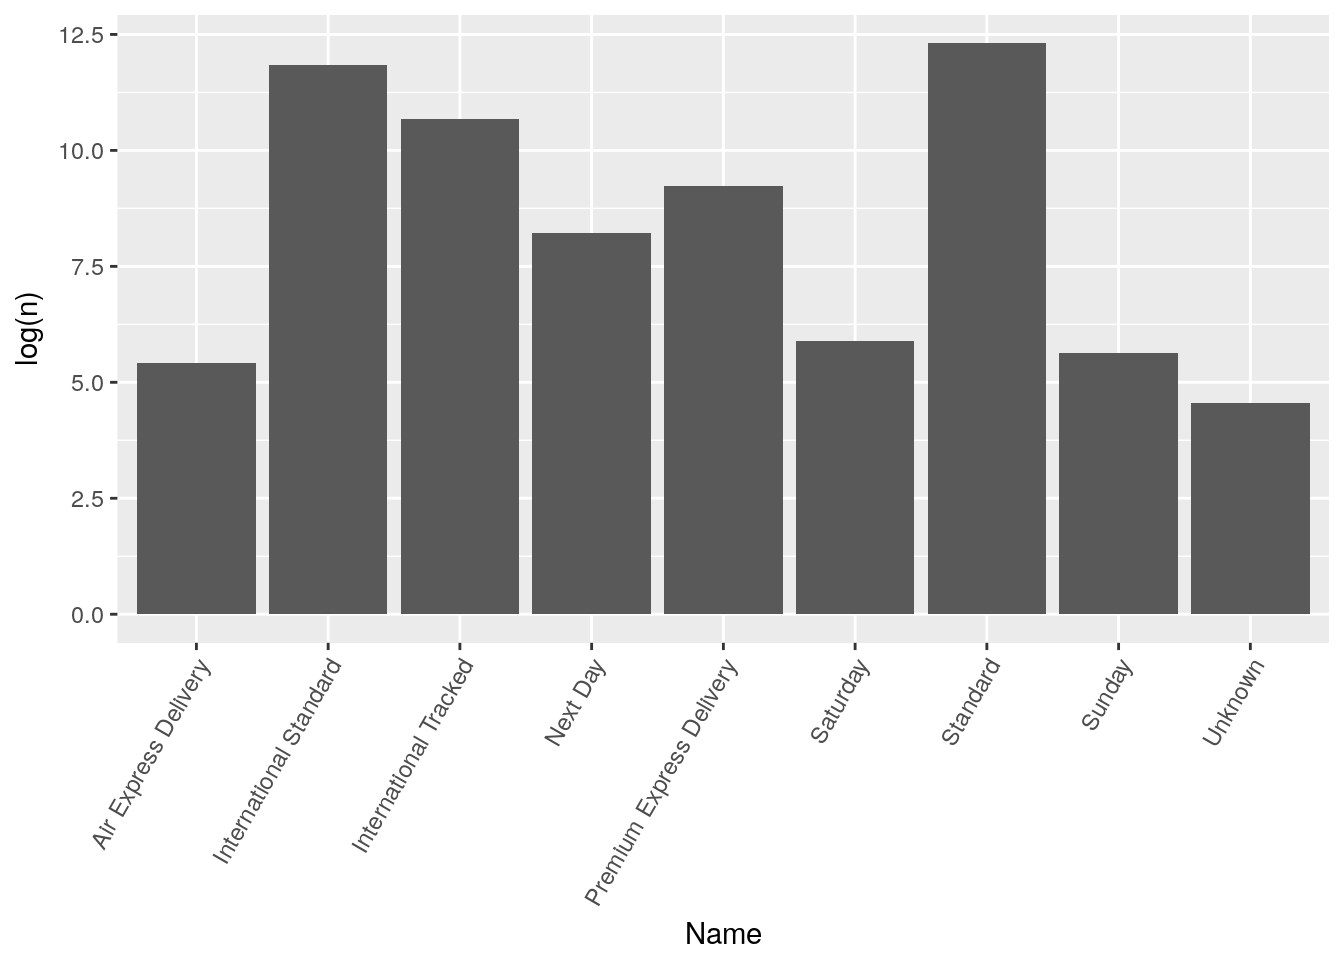 12.5
10.0
7.5
5.0
2.5
0.0
log(n)
Air Express Delivery
International Standard
International Tracked
Next Day
Premium Express Delivery
Saturday
Standard
Sunday
Unknown
Name